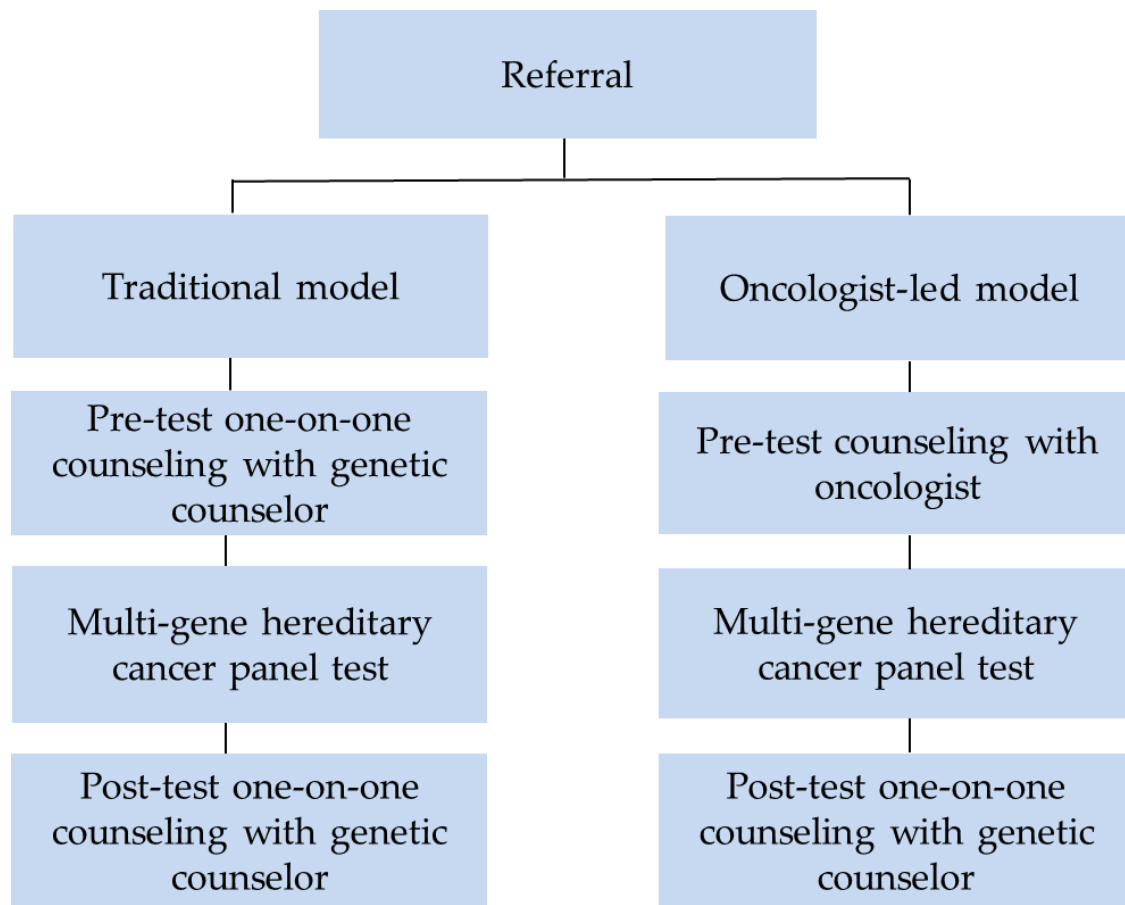 Referral
Traditional model
Oncologist-led model
Pre-test one-on-one
counseling with genetic
counselor
Pre-test counseling with
oncologist
Multi-gene hereditary
cancer panel test
Multi-gene hereditary
cancer panel test
Post-test one-on-one
counseling with genetic
counselor
Post-test one-on-one
counseling with genetic
counselor